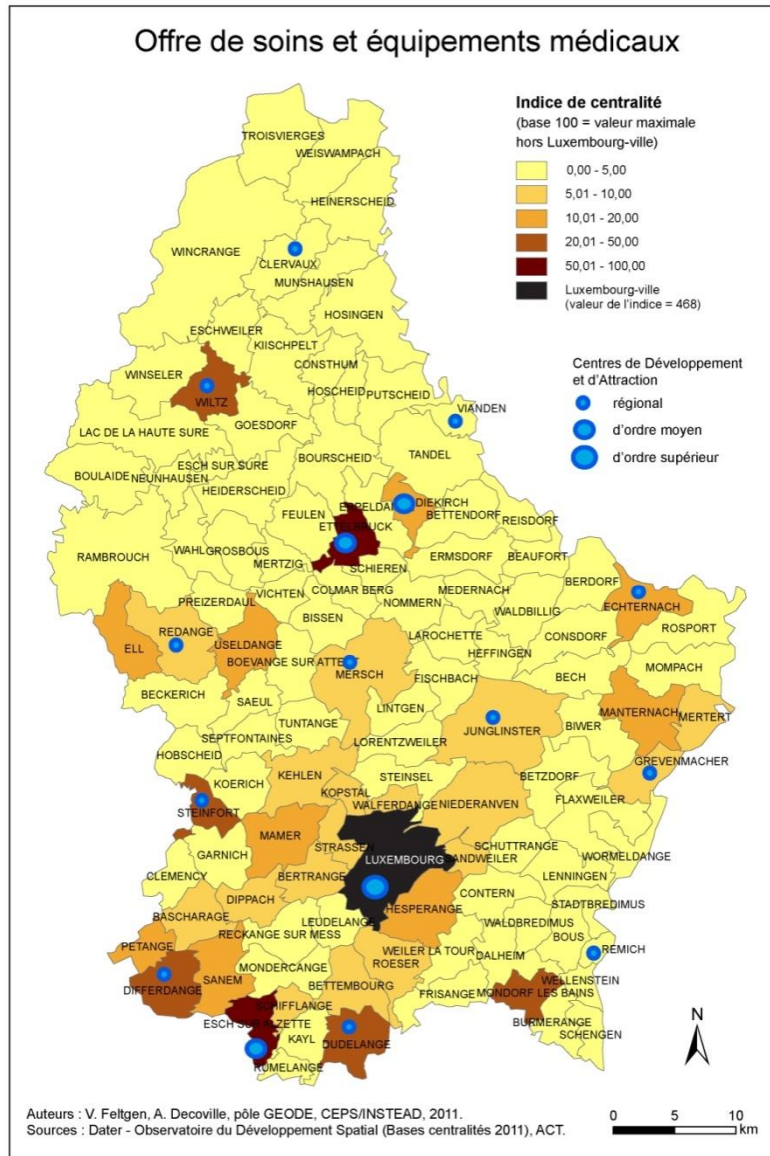 Offre de soins et équipements médicaux
Indice de centralité
(base 100 = valeur maximale
hors Luxembourg-ville)
0,00 - 5,00
5,01 - 10,00
10,01 - 20,00
20,01 - 50,00
50,01 - 100,00
Luxembourg-ville
(valeur de l'indice = 468)
Centres de Développement
et d'Attraction
régional
d'ordre moyen
d'ordre supérieur
TROISVIERGES
WEISWAMPACH
HEINERSCHEID
WINCRANGE
CLERVAUX
MUNSHAUSEN
HOSINGEN
ESCHWEILER
KIISCHPELT
CONSTHUM
WINSELER
HOSCHEID
PUTSCHEID
WILTZ
VIANDEN
GOESDORF
LAC DE LA HAUTE SURE
TANDEL
BOURSCHEID
ESCH SUR SURE
BOULAIDE
NEUNHAUSEN
HEIDERSCHEID
DIEKIRCH
FEULEN
BETTENDORF
REISDORF
ETTELBRUCK
RAMBROUCH
WAHL
GROSBOUS
ERMSDORF
BEAUFORT
MERTZIG
SCHIEREN
BERDORF
VICHTEN
COLMAR BERG
MEDERNACH
ECHTERNACH
PREIZERDAUL
NOMMERN
WALDBILLIG
BISSEN
ROSPORT
REDANGE
LAROCHETTE
CONSDORF
ELL
USELDANGE
HEFFINGEN
BOEVANGE SUR ATTERT
MOMPACH
MERSCH
FISCHBACH
BECH
BECKERICH
SAEUL
LINTGEN
MANTERNACH
MERTERT
TUNTANGE
JUNGLINSTER
BIWER
SEPTFONTAINES
LORENTZWEILER
HOBSCHEID
GREVENMACHER
KEHLEN
STEINSEL
BETZDORF
KOERICH
KOPSTAL
FLAXWEILER
WALFERDANGE
NIEDERANVEN
STEINFORT
MAMER
STRASSEN
SCHUTTRANGE
GARNICH
LUXEMBOURG
SANDWEILER
WORMELDANGE
CLEMENCY
BERTRANGE
LENNINGEN
CONTERN
DIPPACH
HESPERANGE
STADTBREDIMUS
BASCHARAGE
LEUDELANGE
WALDBREDIMUS
RECKANGE SUR MESS
BOUS
PETANGE
WEILER LA TOUR
REMICH
ROESER
DALHEIM
MONDERCANGE
SANEM
WELLENSTEIN
DIFFERDANGE
BETTEMBOURG
FRISANGE
MONDORF LES BAINS
SCHIFFLANGE
ESCH SUR ALZETTE
BURMERANGE
KAYL
DUDELANGE
SCHENGEN
RUMELANGE
N
Auteurs : V. Feltgen, A. Decoville, pôle GEODE, CEPS/INSTEAD, 2011.
Sources : Dater - Observatoire du Développement Spatial (Bases centralités 2011), ACT.
0 5 10
km